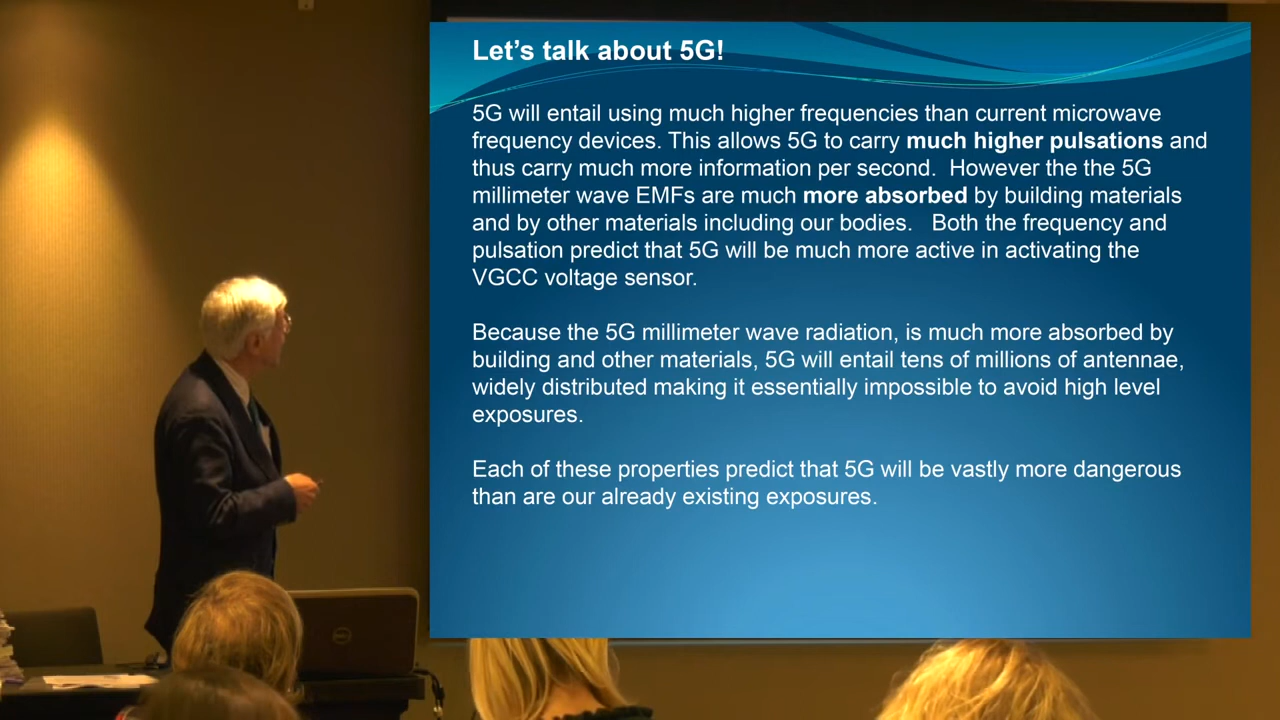 Let's talk about 5G!
5G will entail using much higher frequencies than current microwave
frequency devices. This allows 5G to carry much higher pulsations and
thus carry much more information per second.  However the the 5G
millimeter wave EMFs are much more absorbed by building materials
and by other materials including our bodies.   Both the frequency and
pulsation predict that 5G will be much more active in activating the
VGCC voltage sensor.
Because the 5G millimeter wave radiation, is much more absorbed by
building and other materials, 5G will entail tens of millions of antennae,
widely distributed making it essentially impossible to avoid high level
exposures.
Each of these properties predict that 5G will be vastly more dangerous
than are our already existing exposures.
DELL